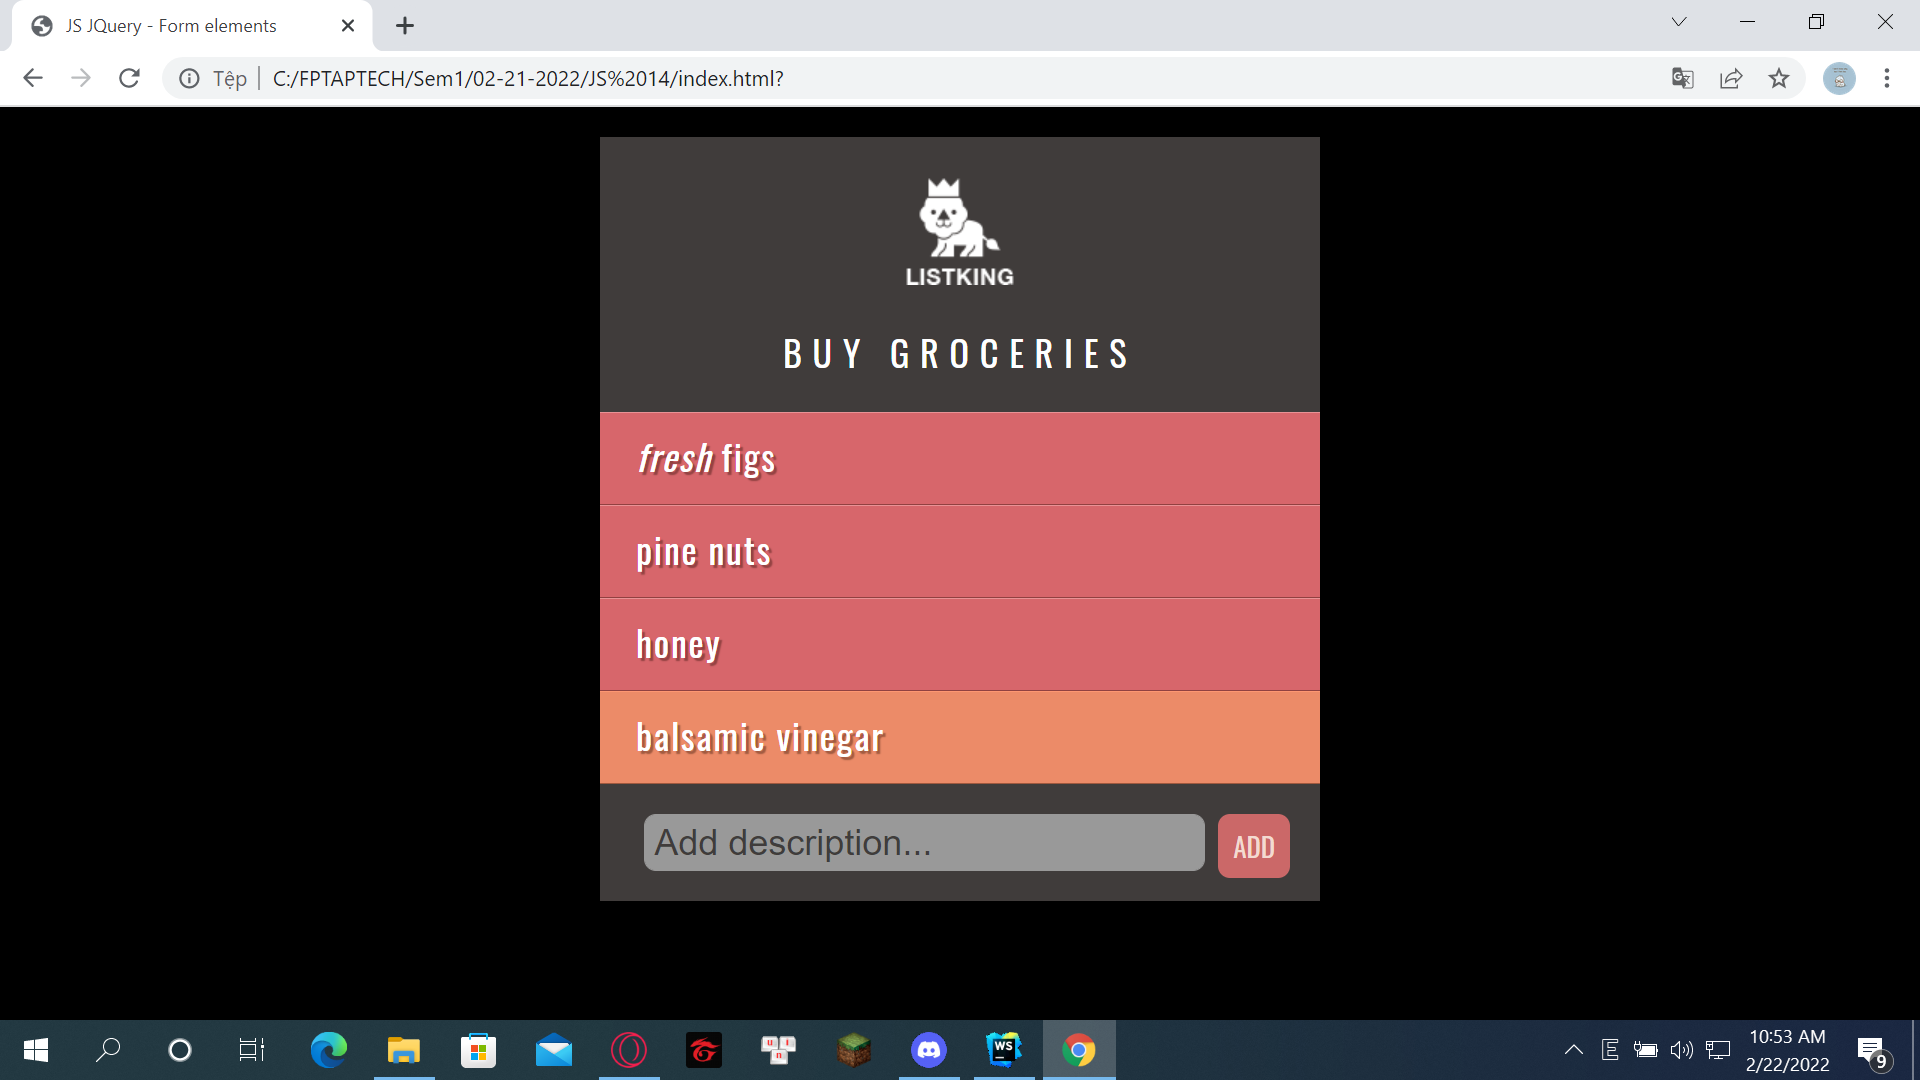 JS JQuery - Form elements
Tệp
C:/FPTAPTECH/Sem1/02-21-2022/JS%2014/index.html?
LISTKING
BUY GROCERIES
fresh figs
pine nuts
honey
balsamic vinegar
Add description...
ADD
WS
E
10:53 AM
2/22/2022
9